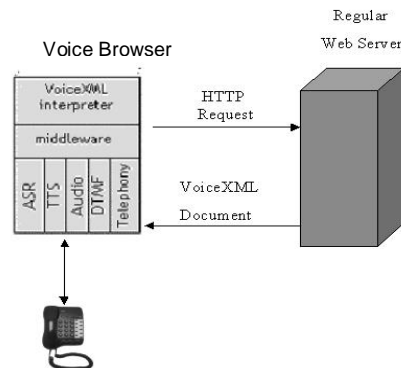 Regular
Web Server
Voice Browser
VoiceXML
interpreter
middleware
ASR
TTS
Audio
DTMF
Telephony
HTTP
Request
VoiceXML
Document